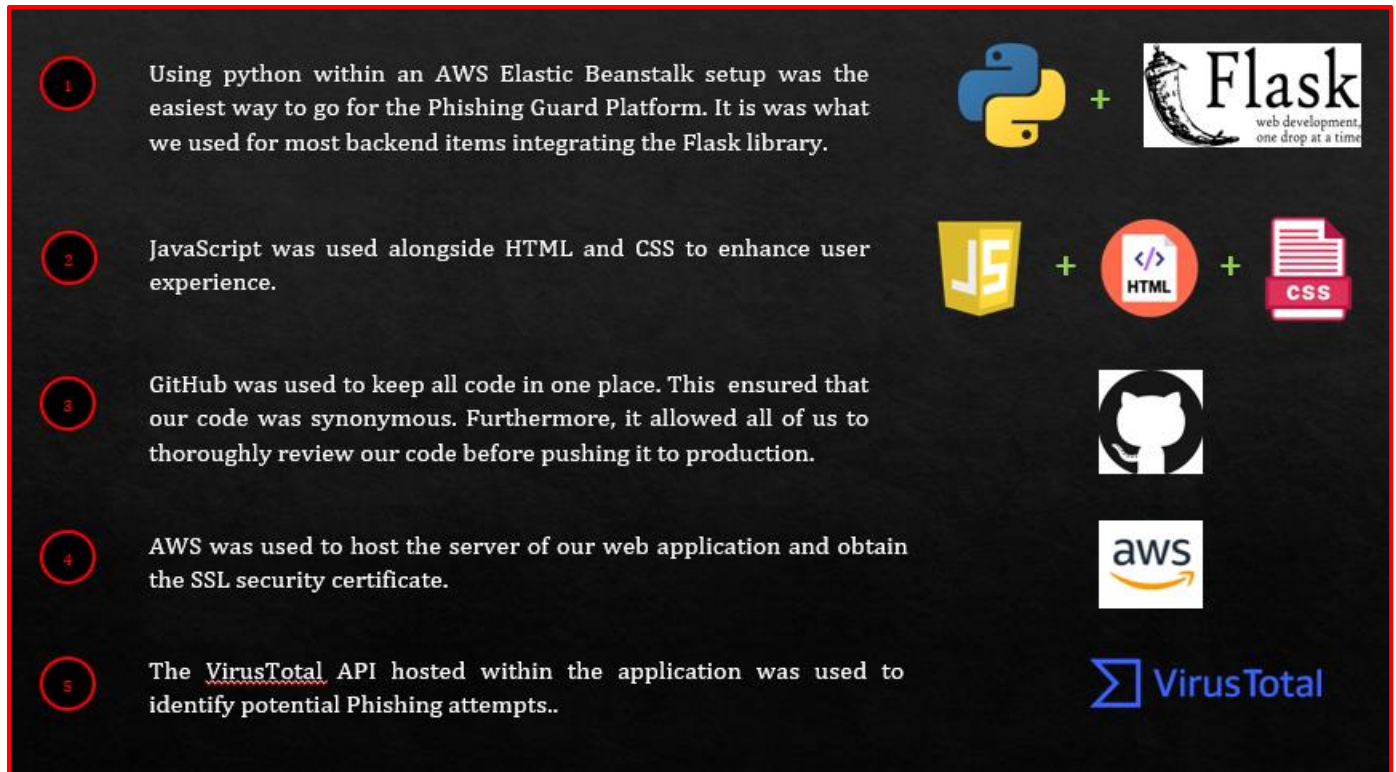 1
Using python within an AWS Elastic Beanstalk setup was the
easiest way to go for the Phishing Guard Platform. It is was what
we used for most backend items integrating the Flask library.
+
Flask
web development,
one drop at a time
2
JavaScript was used alongside HTML and CSS to enhance user
experience.
JS
+
</>
HTML
+
CSS
3
GitHub was used to keep all code in one place. This ensured that
our code was synonymous. Furthermore, it allowed all of us to
thoroughly review our code before pushing it to production.
4
AWS was used to host the server of our web application and obtain
the SSL security certificate.
aws
5
The VirusTotal API hosted within the application was used to
identify potential Phishing attempts..
VirusTotal